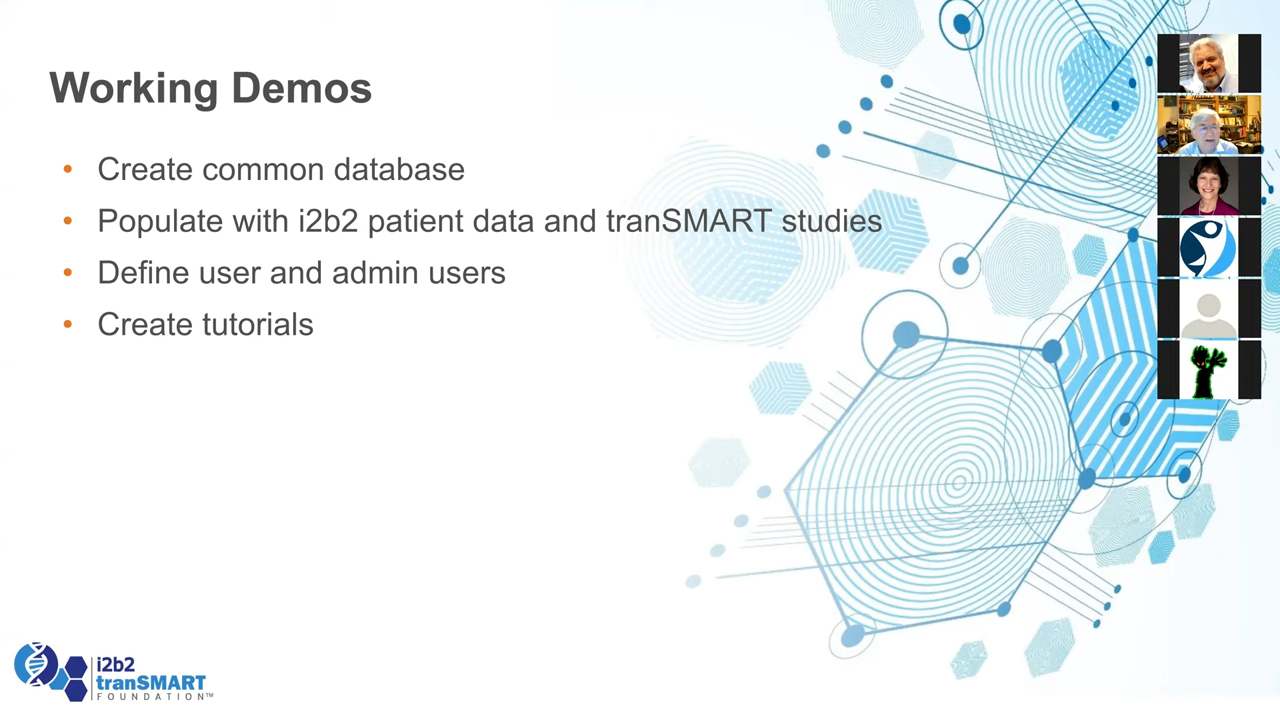 Working Demos
• Create common database
• Populate with i2b2 patient data and tranSMART studies
• Define user and admin users
• Create tutorials
i2b2
tranSMART
FOUNDATION™